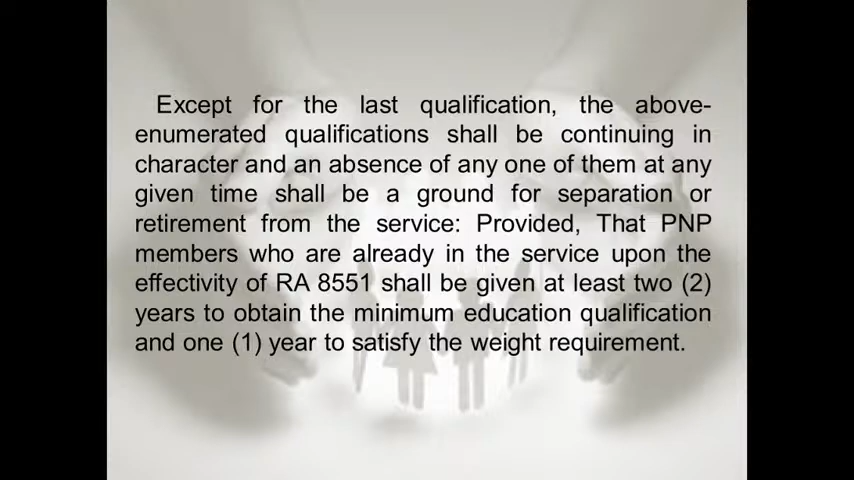 Except for the last qualification, the above-
enumerated qualifications shall be continuing in
character and an absence of any one of them at any
given time shall be a ground for separation or
retirement from the service: Provided, That PNP
members who are already in the service upon the
effectivity of RA 8551 shall be given at least two (2)
years to obtain the minimum education qualification
and one (1) year to satisfy the weight requirement.